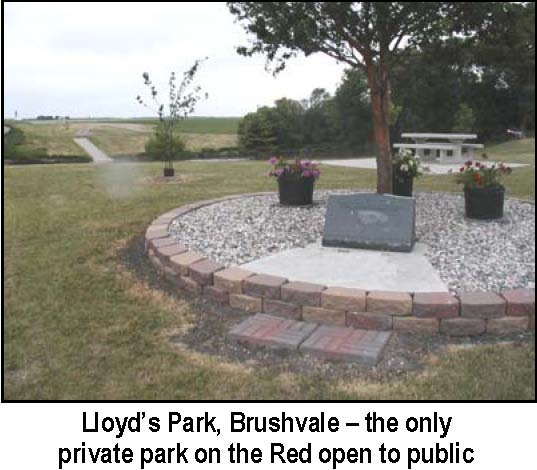 Lloyd's Park, Brushvale – the only
private park on the Red open to public